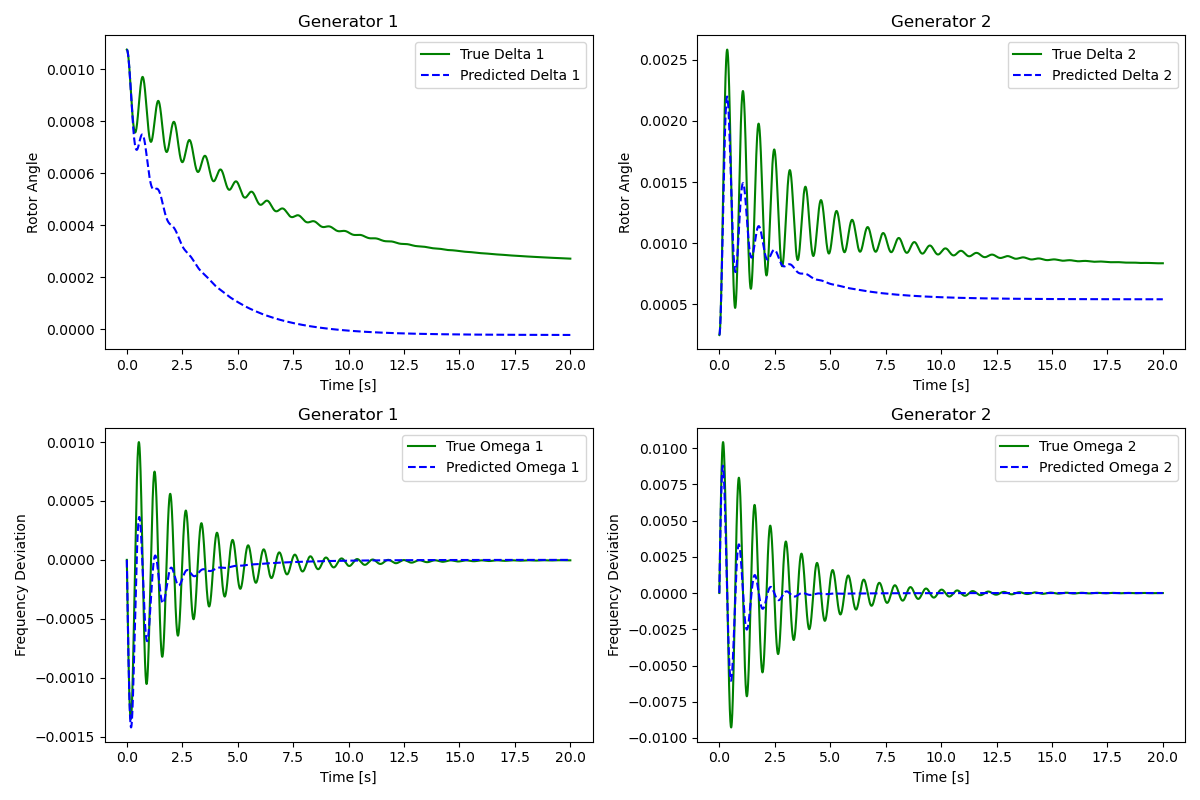 Generator 1
True Delta 1
Predicted Delta 1
0.0010
0.0008
0.0006
0.0004
0.0002
0.0000
Rotor Angle
0.0 2.5 5.0 7.5 10.0 12.5 15.0 17.5 20.0
Time [s]
Generator 2
True Delta 2
Predicted Delta 2
0.0025
0.0020
0.0015
0.0010
0.0005
Rotor Angle
0.0 2.5 5.0 7.5 10.0 12.5 15.0 17.5 20.0
Time [s]
Generator 1
True Omega 1
Predicted Omega 1
0.0010
0.0005
0.0000
−0.0005
−0.0010
−0.0015
Frequency Deviation
0.0 2.5 5.0 7.5 10.0 12.5 15.0 17.5 20.0
Time [s]
Generator 2
True Omega 2
Predicted Omega 2
0.0100
0.0075
0.0050
0.0025
0.0000
−0.0025
−0.0050
−0.0075
−0.0100
Frequency Deviation
0.0 2.5 5.0 7.5 10.0 12.5 15.0 17.5 20.0
Time [s]